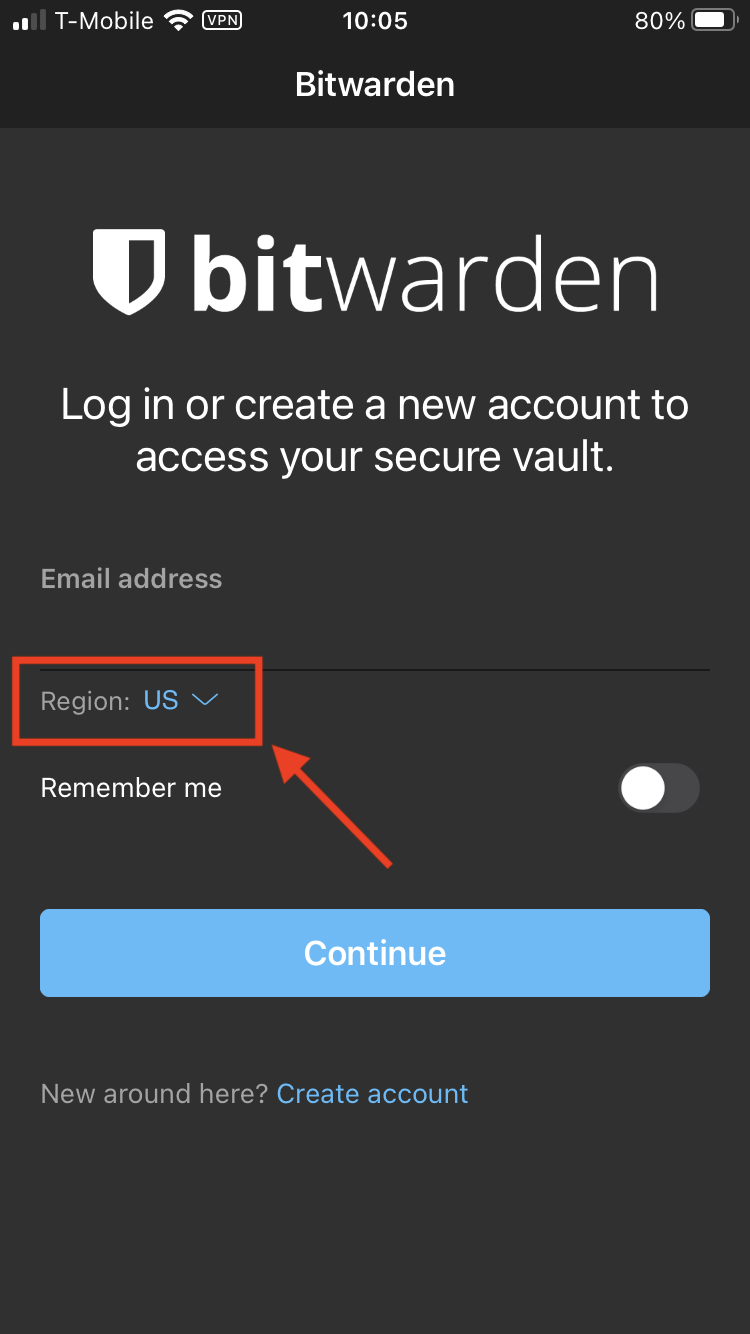 T-Mobile VPN 10:05 80%
Bitwarden
bitwarden
Log in or create a new account to
access your secure vault.
Email address
Region: US
Remember me
Continue
New around here? Create account